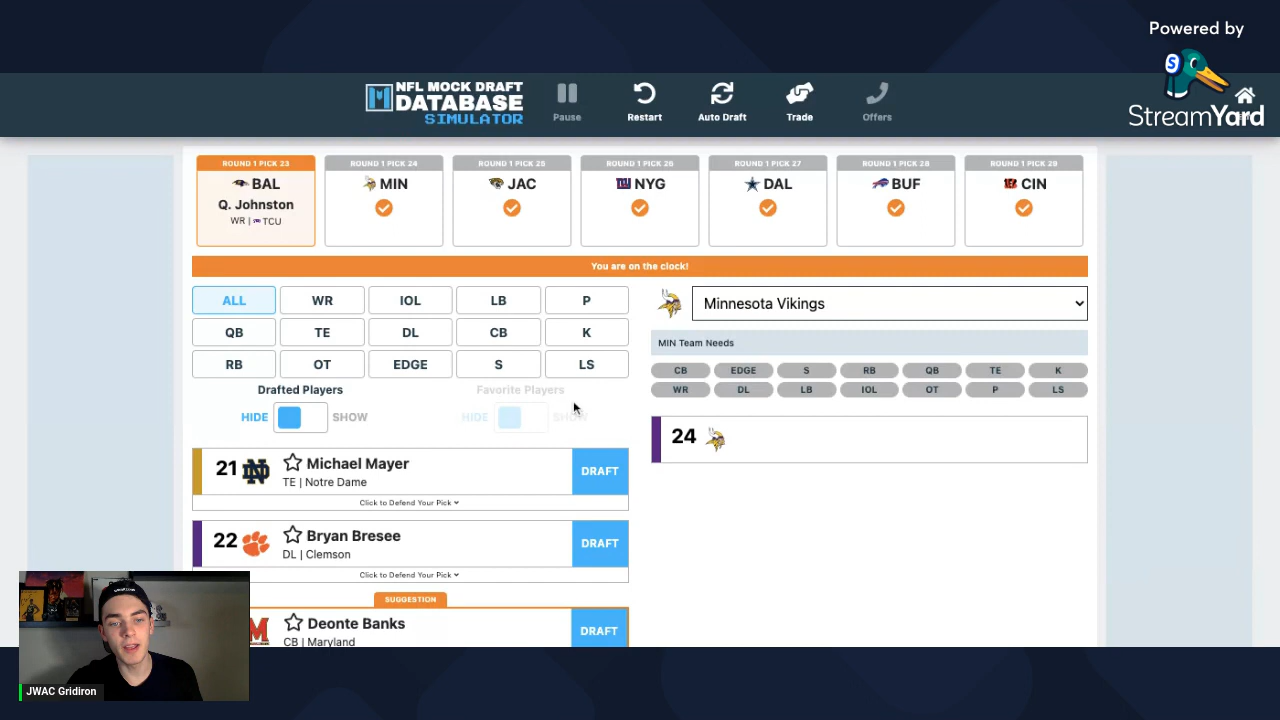 Powered by
StreamYard
NFL MOCK DRAFT
DATABASE
SIMULATOR
Pause
Restart
Auto Draft
Trade
Offers
ROUND 1 PICK 23
BAL
Q. Johnston
WR | TCU
ROUND 1 PICK 24
MIN
ROUND 1 PICK 25
JAC
ROUND 1 PICK 26
NYG
ROUND 1 PICK 27
DAL
ROUND 1 PICK 28
BUF
ROUND 1 PICK 29
CIN
You are on the clock!
ALL WR IOL LB P
QB TE DL CB K
RB OT EDGE S LS
Drafted Players
HIDE SHOW
Favorite Players
HIDE SHOW
21 Michael Mayer
TE | Notre Dame
DRAFT
Click to Defend Your Pick
22 Bryan Bresee
DL | Clemson
DRAFT
Click to Defend Your Pick
SUGGESTION
Deonte Banks
CB | Maryland
DRAFT
Minnesota Vikings
MIN Team Needs
CB EDGE S RB QB TE K
WR DL LB IOL OT P LS
24
JWAC Gridiron